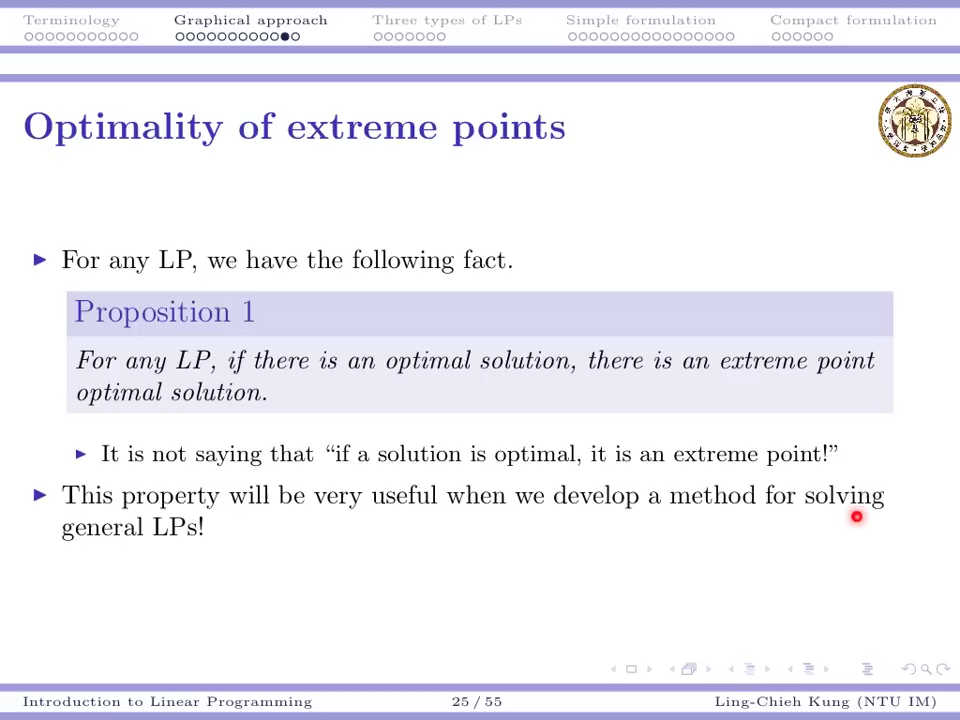 Terminology Graphical approach Three types of LPs Simple formulation Compact formulation
Optimality of extreme points
For any LP, we have the following fact.
Proposition 1
For any LP, if there is an optimal solution, there is an extreme point
optimal solution.
It is not saying that “if a solution is optimal, it is an extreme point!”
This property will be very useful when we develop a method for solving
general LPs!
Introduction to Linear Programming 25 / 55 Ling-Chieh Kung (NTU IM)